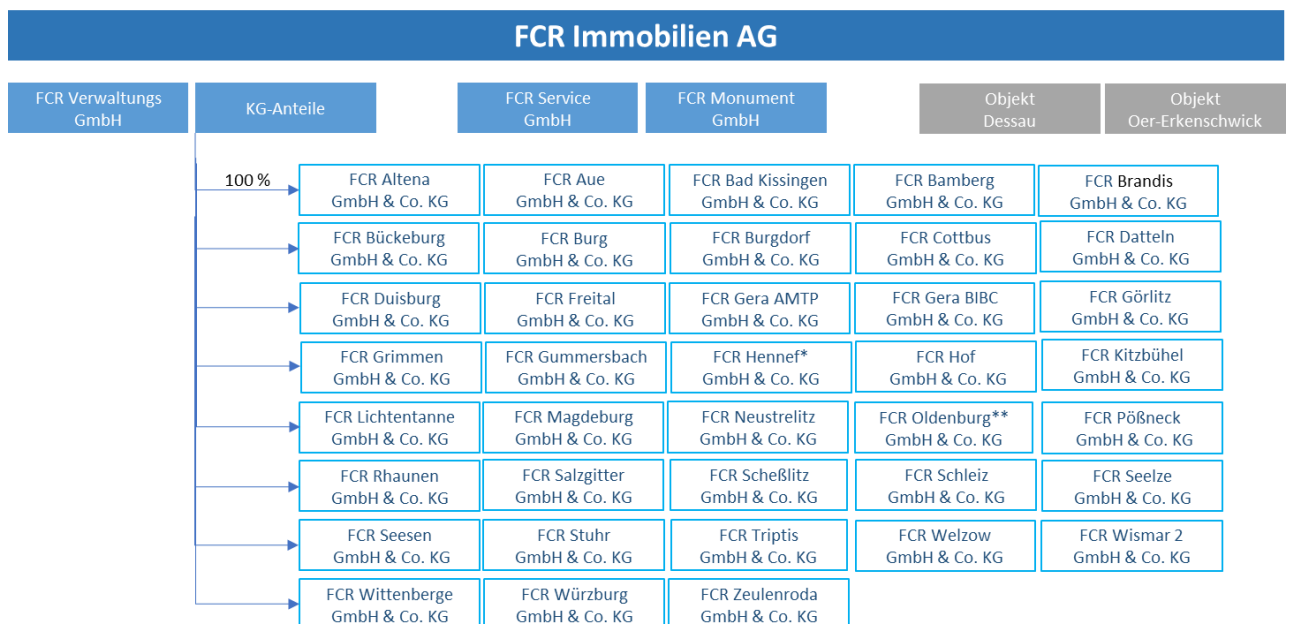 FCR Immobilien AG
FCR Verwaltungs
GmbH
KG-Anteile
FCR Service
GmbH
FCR Monument
GmbH
Objekt
Dessau
Objekt
Oer-Erkenschwick
100 %
FCR Altena
GmbH & Co. KG
FCR Aue
GmbH & Co. KG
FCR Bad Kissingen
GmbH & Co. KG
FCR Bamberg
GmbH & Co. KG
FCR Brandis
GmbH & Co. KG
FCR Bückeburg
GmbH & Co. KG
FCR Burg
GmbH & Co. KG
FCR Burgdorf
GmbH & Co. KG
FCR Cottbus
GmbH & Co. KG
FCR Datteln
GmbH & Co. KG
FCR Duisburg
GmbH & Co. KG
FCR Freital
GmbH & Co. KG
FCR Gera AMTP
GmbH & Co. KG
FCR Gera BIBC
GmbH & Co. KG
FCR Görlitz
GmbH & Co. KG
FCR Grimmen
GmbH & Co. KG
FCR Gummersbach
GmbH & Co. KG
FCR Hennef*
GmbH & Co. KG
FCR Hof
GmbH & Co. KG
FCR Kitzbühel
GmbH & Co. KG
FCR Lichtentanne
GmbH & Co. KG
FCR Magdeburg
GmbH & Co. KG
FCR Neustrelitz
GmbH & Co. KG
FCR Oldenburg**
GmbH & Co. KG
FCR Pößneck
GmbH & Co. KG
FCR Rhaunen
GmbH & Co. KG
FCR Salzgitter
GmbH & Co. KG
FCR Scheßlitz
GmbH & Co. KG
FCR Schleiz
GmbH & Co. KG
FCR Seelze
GmbH & Co. KG
FCR Seesen
GmbH & Co. KG
FCR Stuhr
GmbH & Co. KG
FCR Triptis
GmbH & Co. KG
FCR Welzow
GmbH & Co. KG
FCR Wismar 2
GmbH & Co. KG
FCR Wittenberge
GmbH & Co. KG
FCR Würzburg
GmbH & Co. KG
FCR Zeulenroda
GmbH & Co. KG